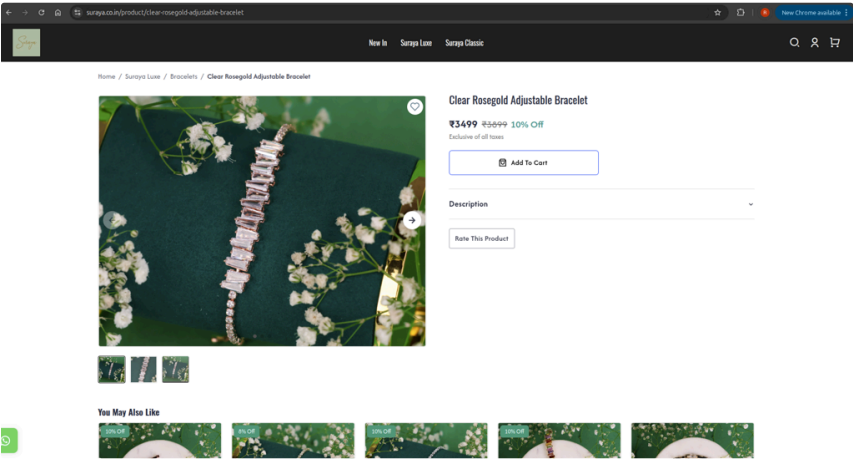 suraya.co.in/product/clear-rosegold-adjustable-bracelet
New Chrome available
Suraya
New In Suraya Luxe Suraya Classic
Home / Suraya Luxe / Bracelets / Clear Rosegold Adjustable Bracelet
Clear Rosegold Adjustable Bracelet
₹3499 ₹3899 10% Off
Exclusive of all taxes
Add To Cart
Description
Rate This Product
You May Also Like
10% Off 8% Off 10% Off 10% Off